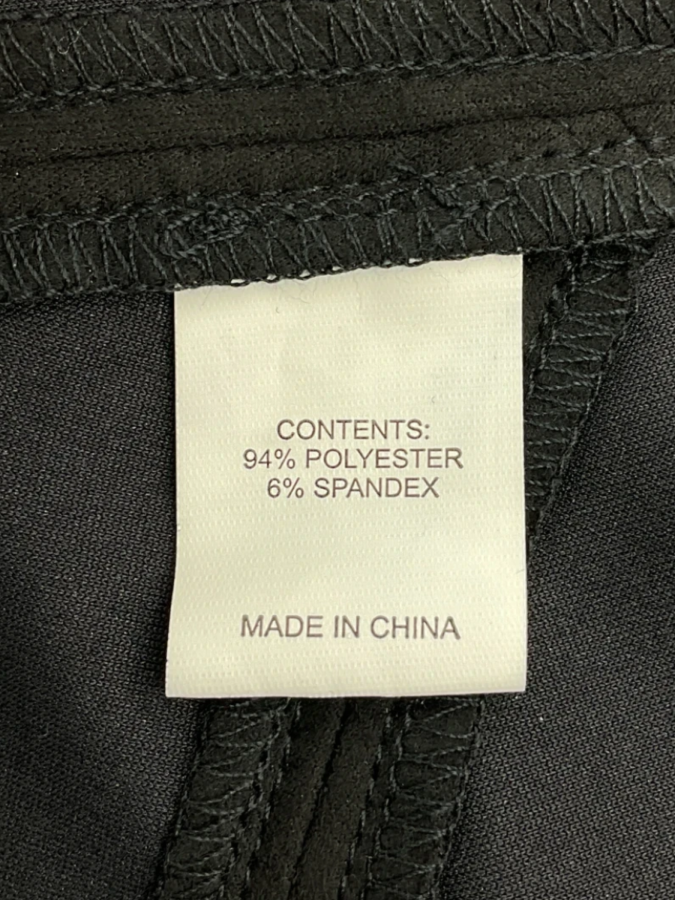 CONTENTS:
94% POLYESTER
6% SPANDEX
MADE IN CHINA